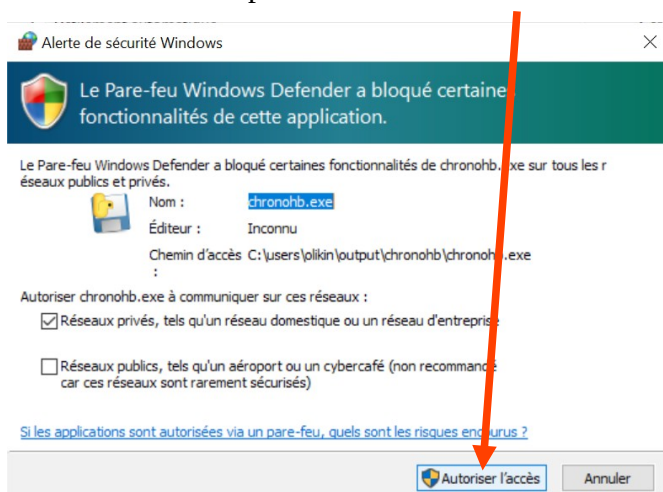 Alerte de sécurité Windows
Le Pare-feu Windows Defender a bloqué certaines
fonctionnalités de cette application.
Le Pare-feu Windows Defender a bloqué certaines fonctionnalités de chronohb.exe sur tous les r
éseaux publics et privés.
Nom : chronohb.exe
Éditeur : Inconnu
Chemin d'accès C:\users\olikin\output\chronohb\chronohb.exe
:
Autoriser chronohb.exe à communiquer sur ces réseaux :
Réseaux privés, tels qu'un réseau domestique ou un réseau d'entreprise
Réseaux publics, tels qu'un aéroport ou un cybercafé (non recommandé
car ces réseaux sont rarement sécurisés)
Si les applications sont autorisées via un pare-feu, quels sont les risques encourus ?
Autoriser l'accès Annuler